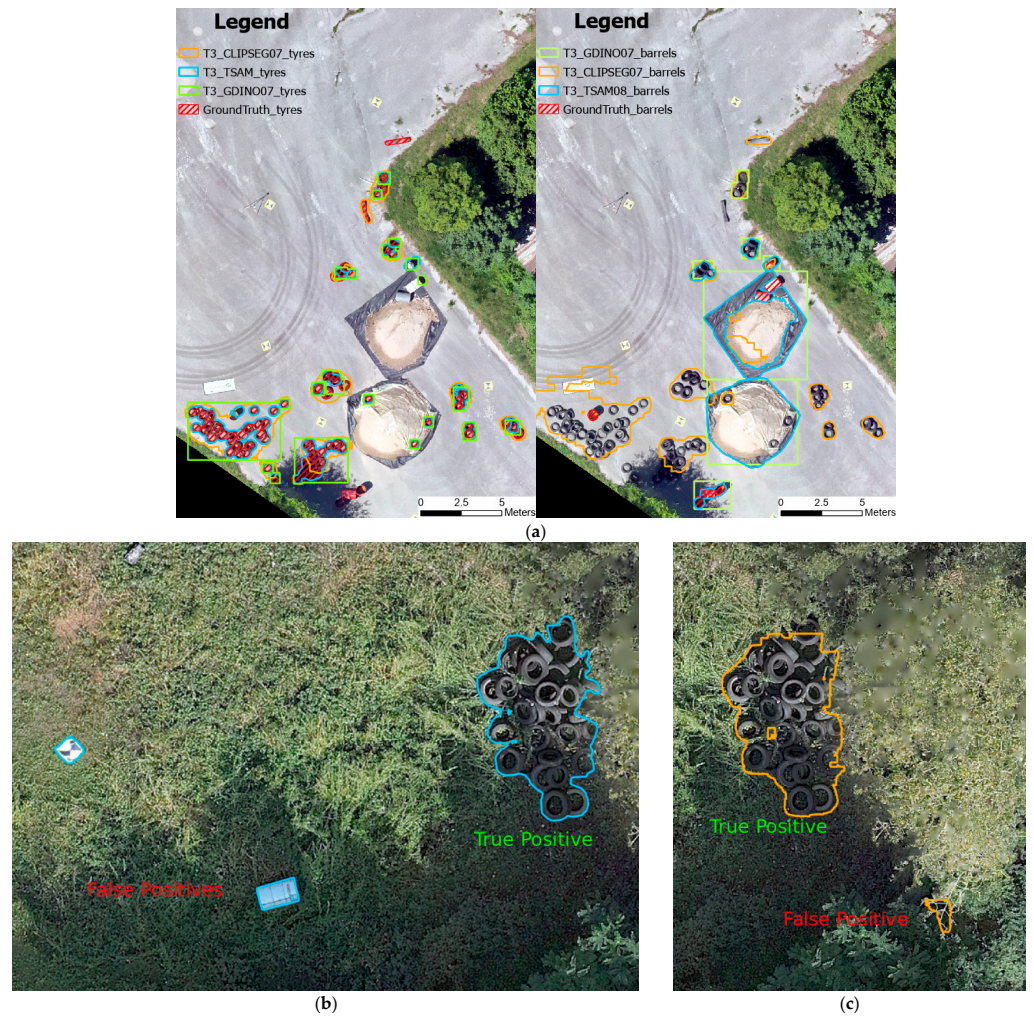 Legend
T3_CLIPSEG07_tyres
T3_TSAM_tyres
T3_GDINO07_tyres
GroundTruth_tyres
0 2.5 5
Meters
Legend
T3_GDINO07_barrels
T3_CLIPSEG07_barrels
T3_TSAM08_barrels
GroundTruth_barrels
0 2.5 5
Meters
(a)
True Positive
False Positives
(b)
True Positive
False Positive
(c)